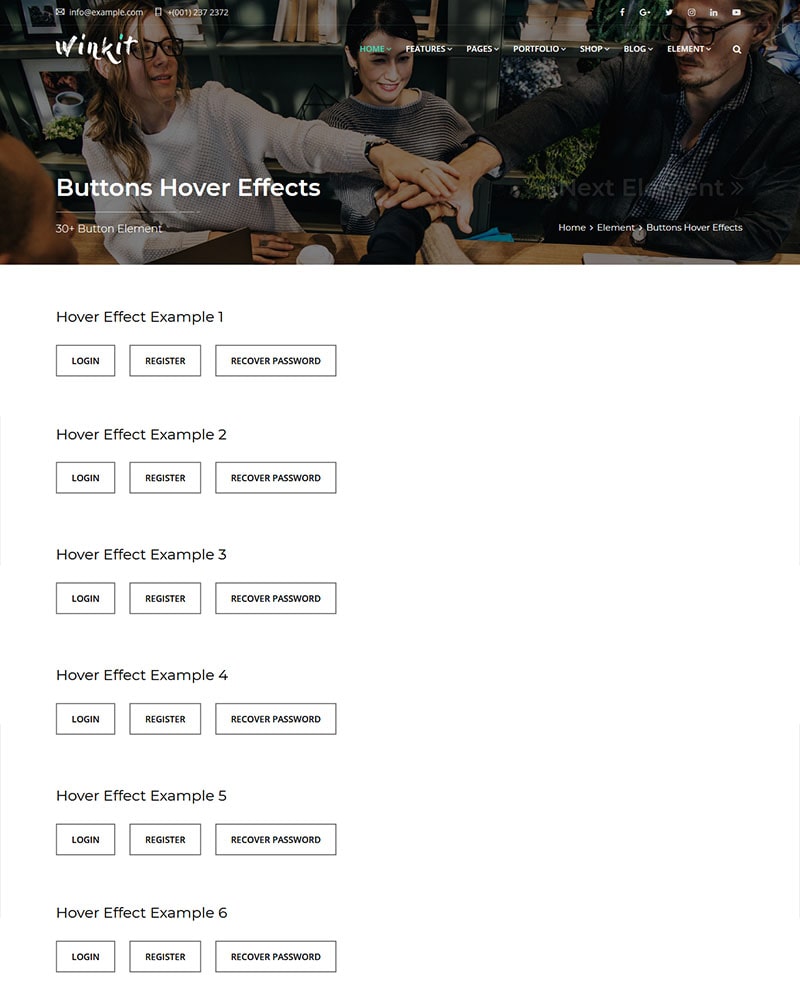 info@example.com +(001) 237 2372
winkit
HOME FEATURES PAGES PORTFOLIO SHOP BLOG ELEMENT
Buttons Hover Effects
Next Element »
30+ Button Element
Home > Element > Buttons Hover Effects
Hover Effect Example 1
LOGIN REGISTER RECOVER PASSWORD
Hover Effect Example 2
LOGIN REGISTER RECOVER PASSWORD
Hover Effect Example 3
LOGIN REGISTER RECOVER PASSWORD
Hover Effect Example 4
LOGIN REGISTER RECOVER PASSWORD
Hover Effect Example 5
LOGIN REGISTER RECOVER PASSWORD
Hover Effect Example 6
LOGIN REGISTER RECOVER PASSWORD